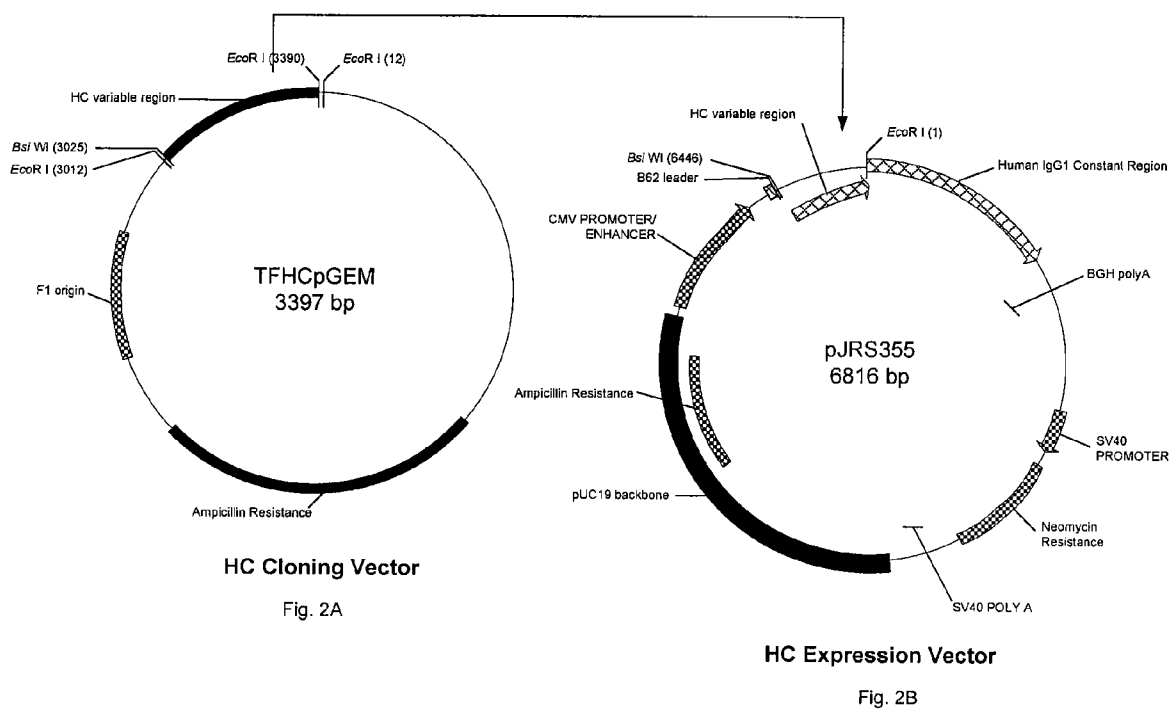 EcoR I (3390)
EcoR I (12)
HC variable region
Bsi WI (3025)
EcoR I (3012)
F1 origin
TFHCpGEM
3397 bp
Ampicillin Resistance
HC Cloning Vector
Fig. 2A
HC variable region
EcoR I (1)
Bsi WI (6446)
B62 leader
Human IgG1 Constant Region
CMV PROMOTER/
ENHANCER
BGH polyA
pJRS355
6816 bp
Ampicillin Resistance
SV40
PROMOTER
pUC19 backbone
Neomycin
Resistance
SV40 POLY A
HC Expression Vector
Fig. 2B